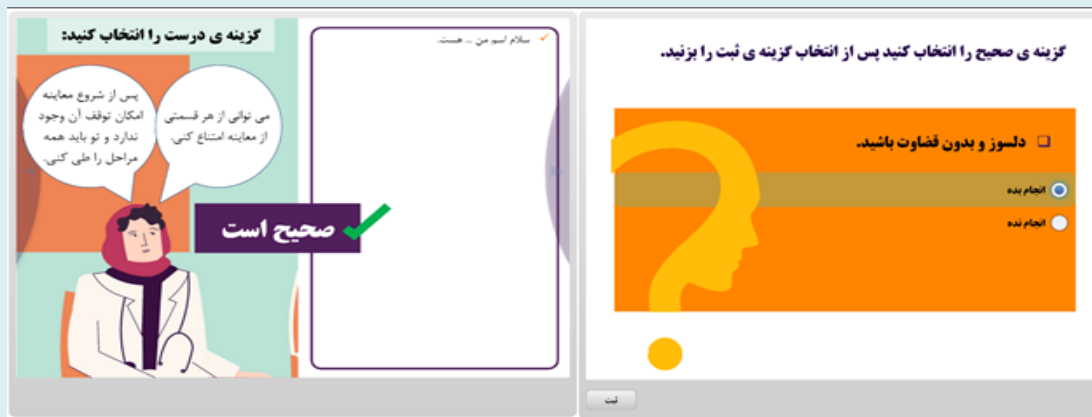 گزینه ی صحیح را انتخاب کنید پس از انتخاب گزینه ی ثبت را بزنید.
دلسوز و بدون قضاوت باشید.
انجام بده
انجام نده
ثبت
گزینه ی درست را انتخاب کنید:
سلام اسم من ... هست.
می توانی از هر قسمتی
از معاینه امتناع کنی.
پس از شروع معاینه
امکان توقف آن وجود
ندارد و تو باید همه
مراحل را طی کنی.
صحیح است